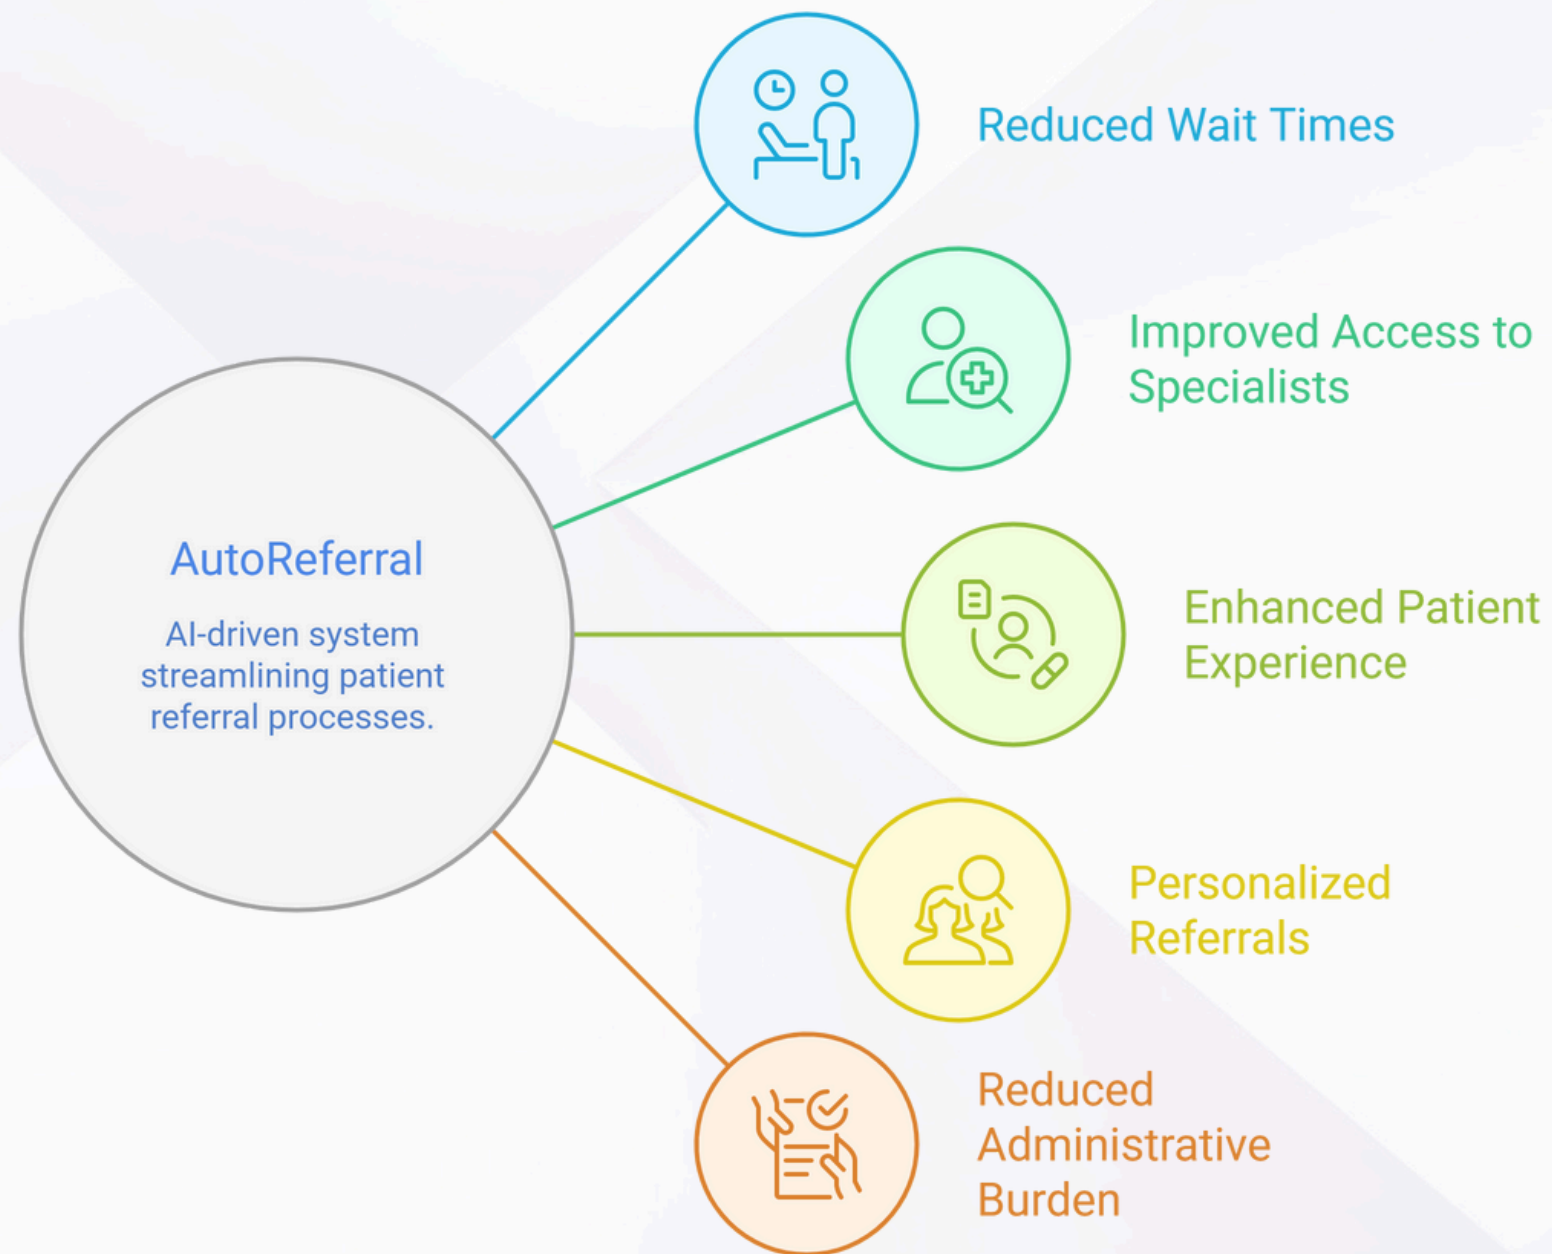 Reduced Wait Times
Improved Access to
Specialists
AutoReferral
AI-driven system
streamlining patient
referral processes.
Enhanced Patient
Experience
Personalized
Referrals
Reduced
Administrative
Burden